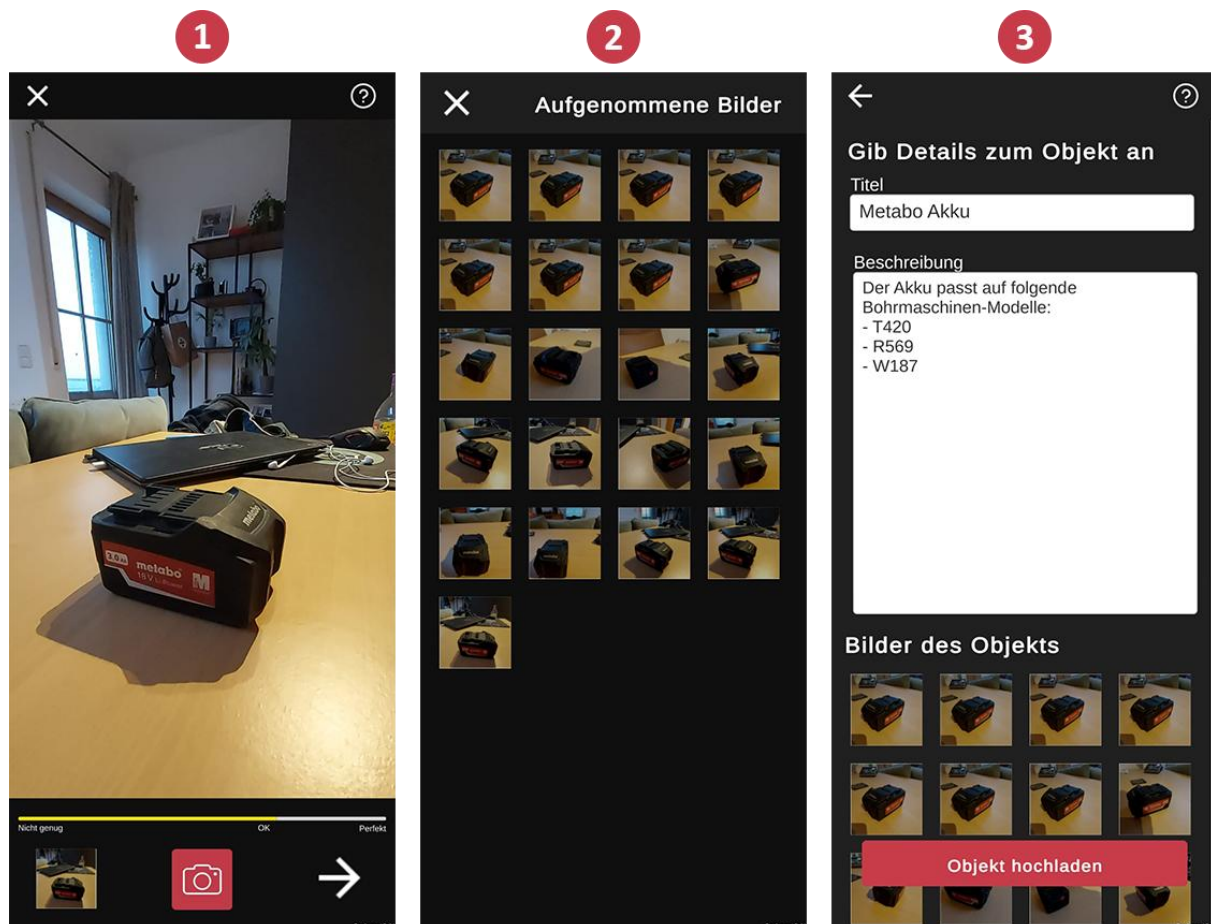 1
2
3
Aufgenommene Bilder
Gib Details zum Objekt an
Titel
Metabo Akku
Beschreibung
Der Akku passt auf folgende
Bohrmaschinen-Modelle:
- T420
- R569
- W187
metabo
metabo
18 V Li-Power
M
Nicht genug
OK
Perfekt
Bilder des Objekts
Objekt hochladen